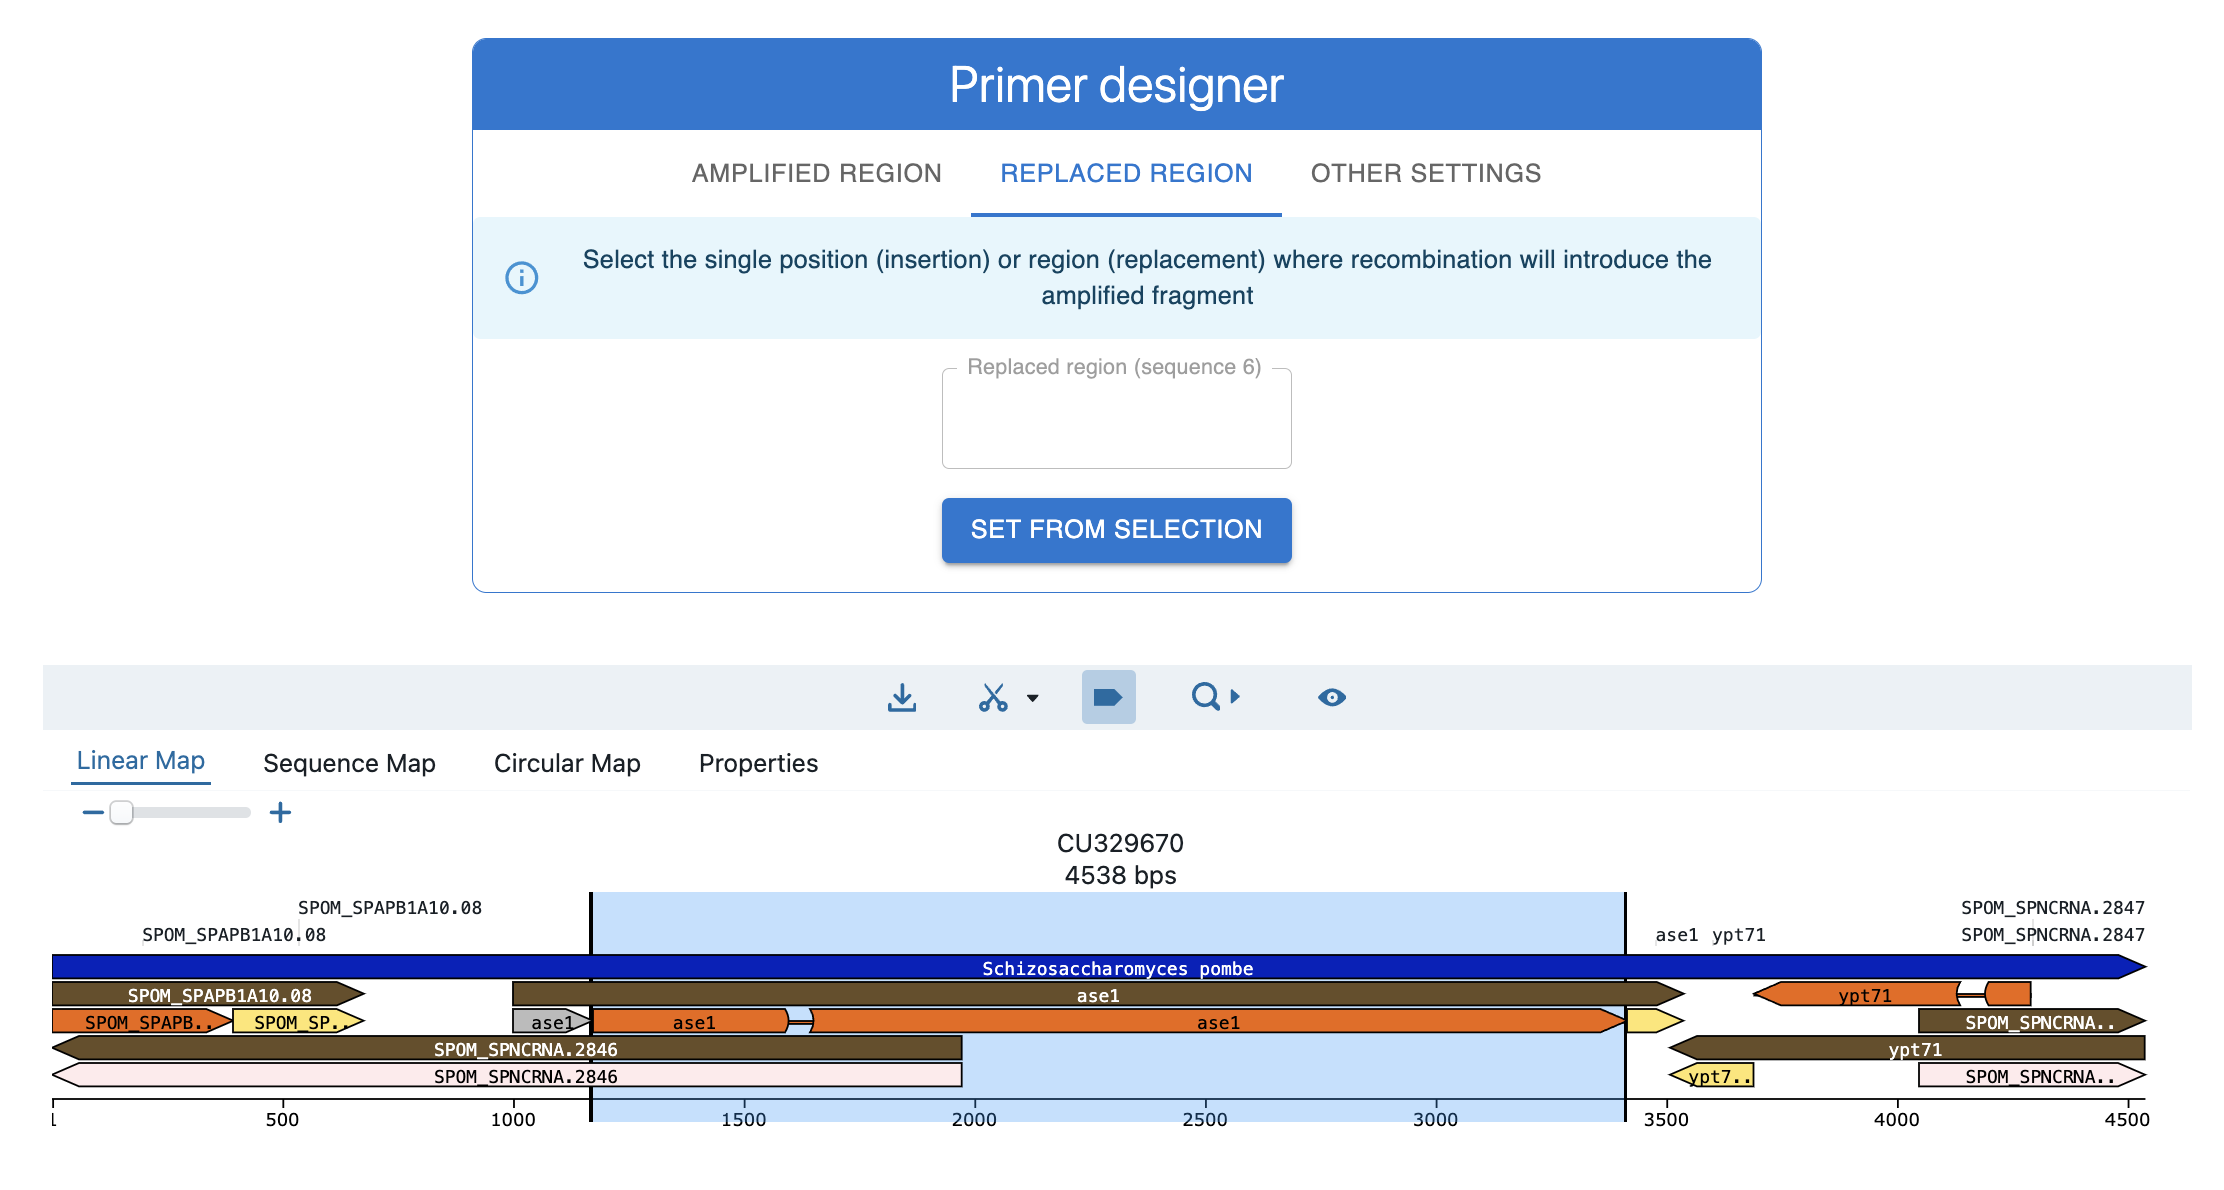 Primer designer
AMPLIFIED REGION REPLACED REGION OTHER SETTINGS
Select the single position (insertion) or region (replacement) where recombination will introduce the
amplified fragment
Replaced region (sequence 6)
SET FROM SELECTION
Linear Map Sequence Map Circular Map Properties
CU329670
4538 bps
SPOM_SPAPB1A10.08 SPOM_SPNCRNA.2847
SPOM_SPAPB1A10.08 ase1 ypt71 SPOM_SPNCRNA.2847
Schizosaccharomyces pombe
SPOM_SPAPB1A10.08 ase1 ypt71
SPOM_SPAPB.. SPOM_SP.. ase1 ase1 ase1 SPOM_SPNCRNA..
SPOM_SPNCRNA.2846 ypt71
SPOM_SPNCRNA.2846 ypt7.. SPOM_SPNCRNA..
1 500 1000 1500 2000 2500 3000 3500 4000 4500